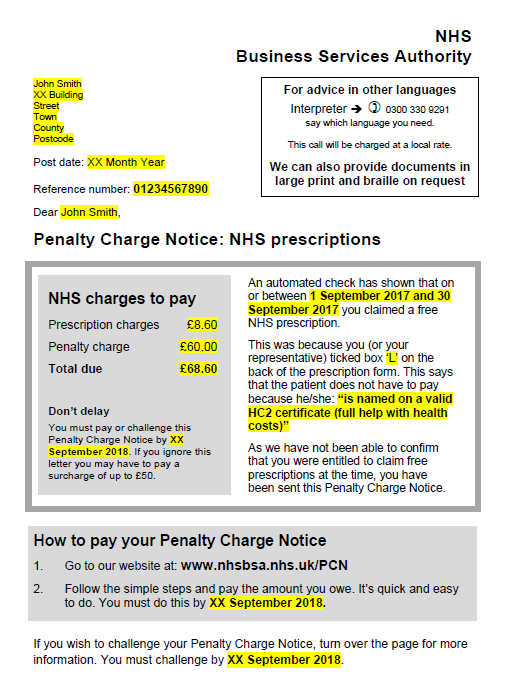 NHS
Business Services Authority
John Smith
XX Building
Street
Town
County
Postcode
Post date: XX Month Year
Reference number: 01234567890
For advice in other languages
Interpreter ➔ ✆ 0300 330 9291
say which language you need.
This call will be charged at a local rate.
We can also provide documents in
large print and braille on request
Dear John Smith,
Penalty Charge Notice: NHS prescriptions
NHS charges to pay
Prescription charges £8.60
Penalty charge £60.00
Total due £68.60
Don't delay
You must pay or challenge this
Penalty Charge Notice by XX
September 2018. If you ignore this
letter you may have to pay a
surcharge of up to £50.
An automated check has shown that on
or between 1 September 2017 and 30
September 2017 you claimed a free
NHS prescription.
This was because you (or your
representative) ticked box 'L' on the
back of the prescription form. This says
that the patient does not have to pay
because he/she: “is named on a valid
HC2 certificate (full help with health
costs)”
As we have not been able to confirm
that you were entitled to claim free
prescriptions at the time, you have
been sent this Penalty Charge Notice.
How to pay your Penalty Charge Notice
1. Go to our website at: www.nhsbsa.nhs.uk/PCN
2. Follow the simple steps and pay the amount you owe. It's quick and easy
to do. You must do this by XX September 2018.
If you wish to challenge your Penalty Charge Notice, turn over the page for more
information. You must challenge by XX September 2018.